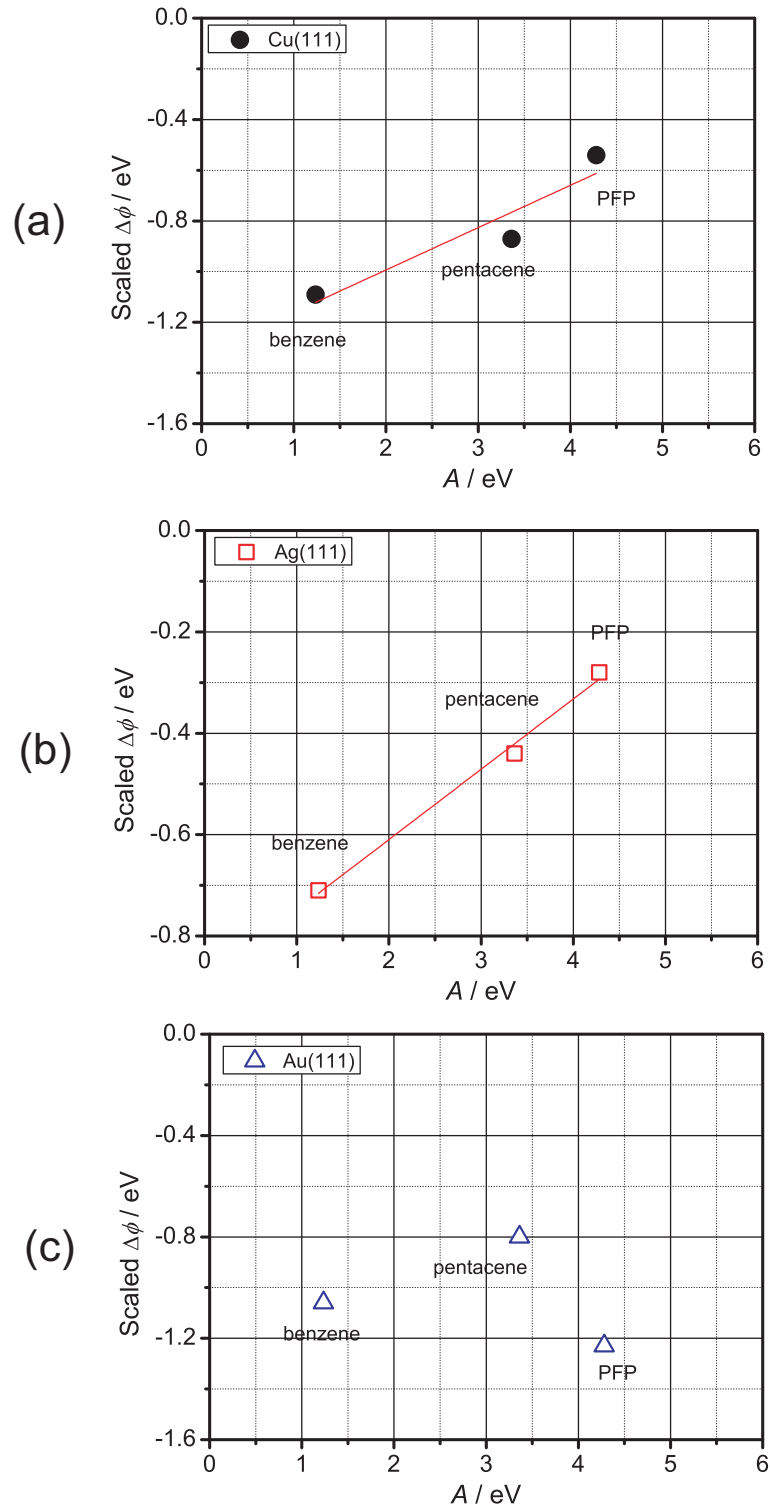 (a)
Cu(111)
Scaled Δϕ / eV
0.0
-0.4
-0.8
-1.2
-1.6
PFP
pentacene
benzene
0 1 2 3 4 5 6
A / eV
(b)
Ag(111)
Scaled Δϕ / eV
0.0
-0.2
-0.4
-0.6
-0.8
PFP
pentacene
benzene
0 1 2 3 4 5 6
A / eV
(c)
Au(111)
Scaled Δϕ / eV
0.0
-0.4
-0.8
-1.2
-1.6
pentacene
benzene
PFP
0 1 2 3 4 5 6
A / eV